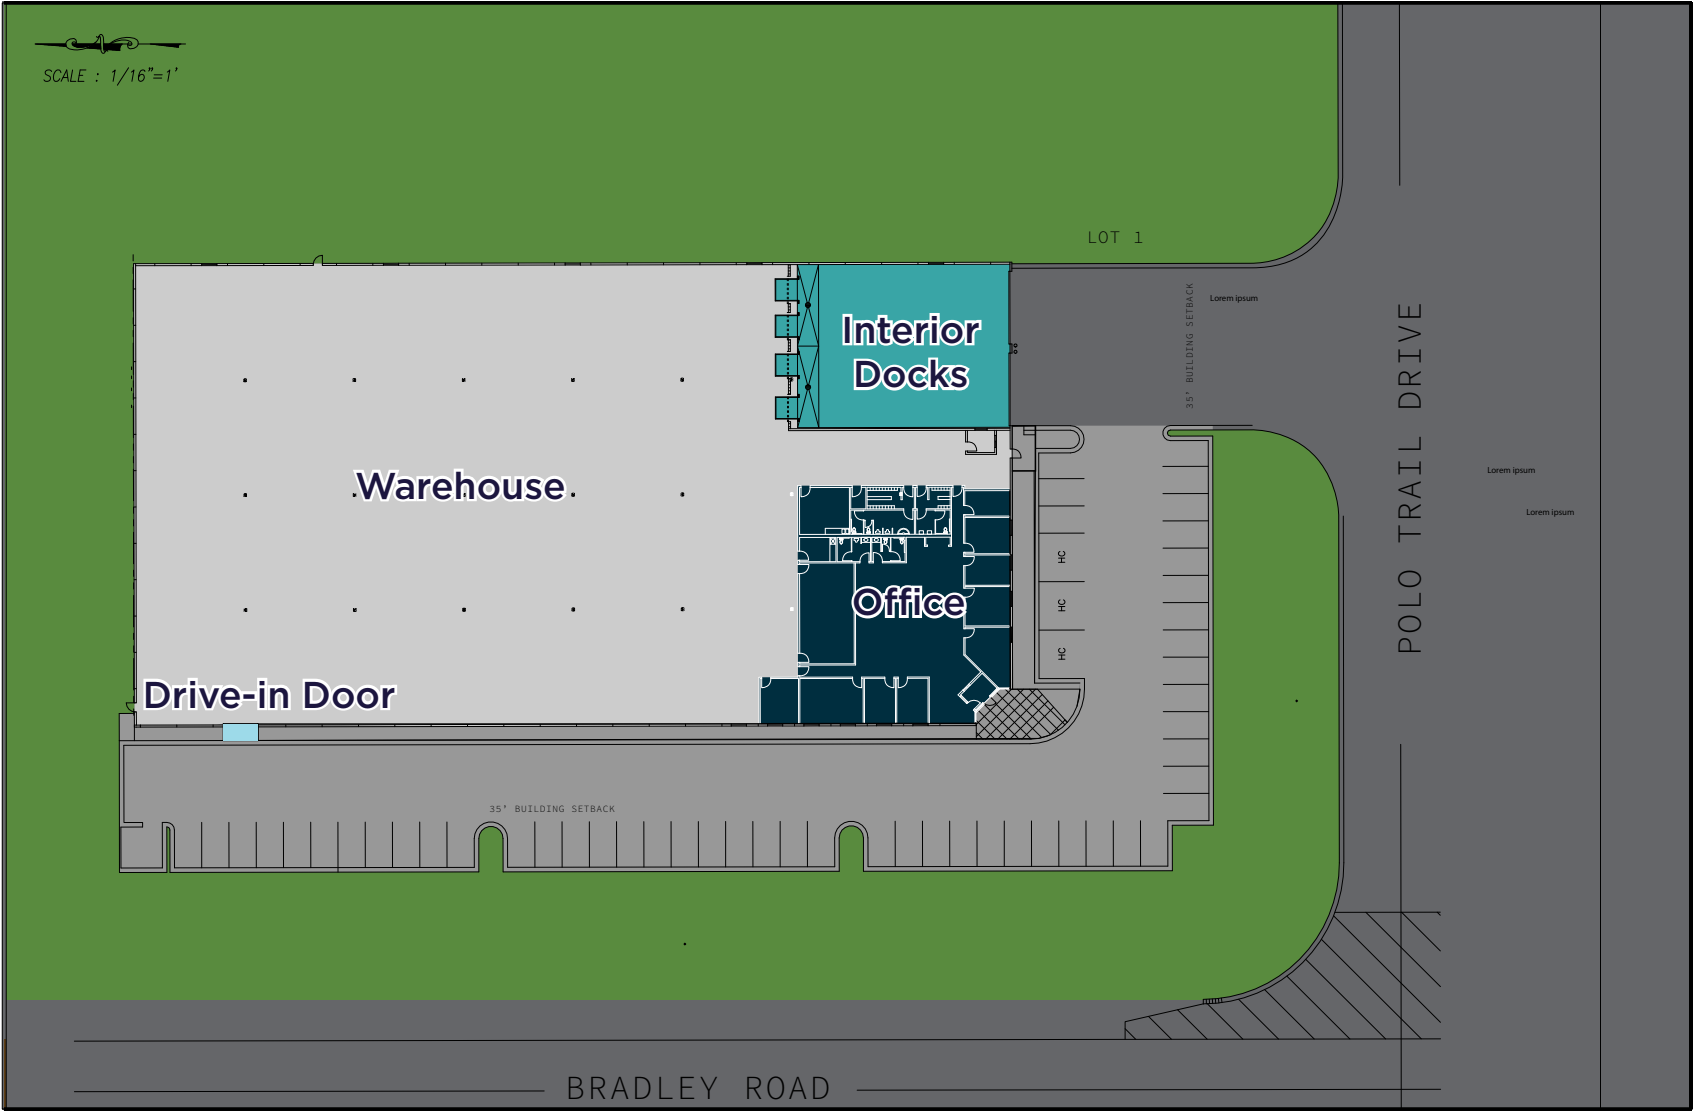 SCALE : 1/16"=1'
LOT 1
35' BUILDING SETBACK
Lorem ipsum
Interior
Docks
POLO TRAIL DRIVE
Lorem ipsum
Warehouse
Lorem ipsum
HC
Office
HC
HC
Drive-in Door
35' BUILDING SETBACK
BRADLEY ROAD